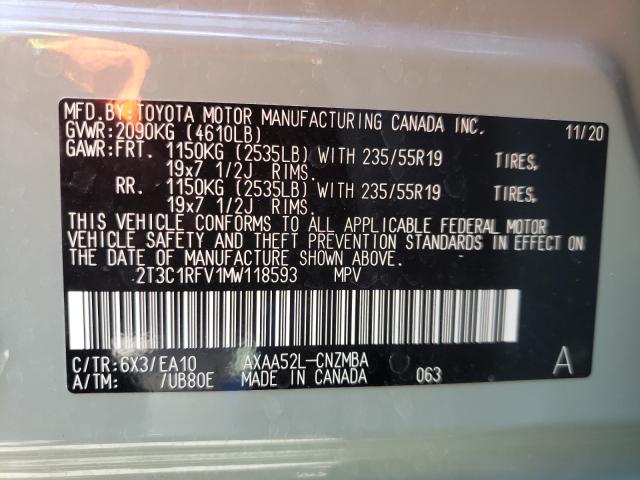 MFD.BY:TOYOTA MOTOR MANUFACTURING CANADA INC. 11/20
GVWR:2090KG (4610LB)
GAWR:FRT. 1150KG (2535LB) WITH 235/55R19 TIRES,
19x7 1/2J RIMS.
RR. 1150KG (2535LB) WITH 235/55R19 TIRES,
19x7 1/2J RIMS.
THIS VEHICLE CONFORMS TO ALL APPLICABLE FEDERAL MOTOR
VEHICLE SAFETY AND THEFT PREVENTION STANDARDS IN EFFECT ON
THE DATE OF MANUFACTURE SHOWN ABOVE.
2T3C1RFV1MW118593 MPV
C/TR:6X3/EA10 AXAA52L-CNZMBA A
A/TM: /UB80E MADE IN CANADA 063